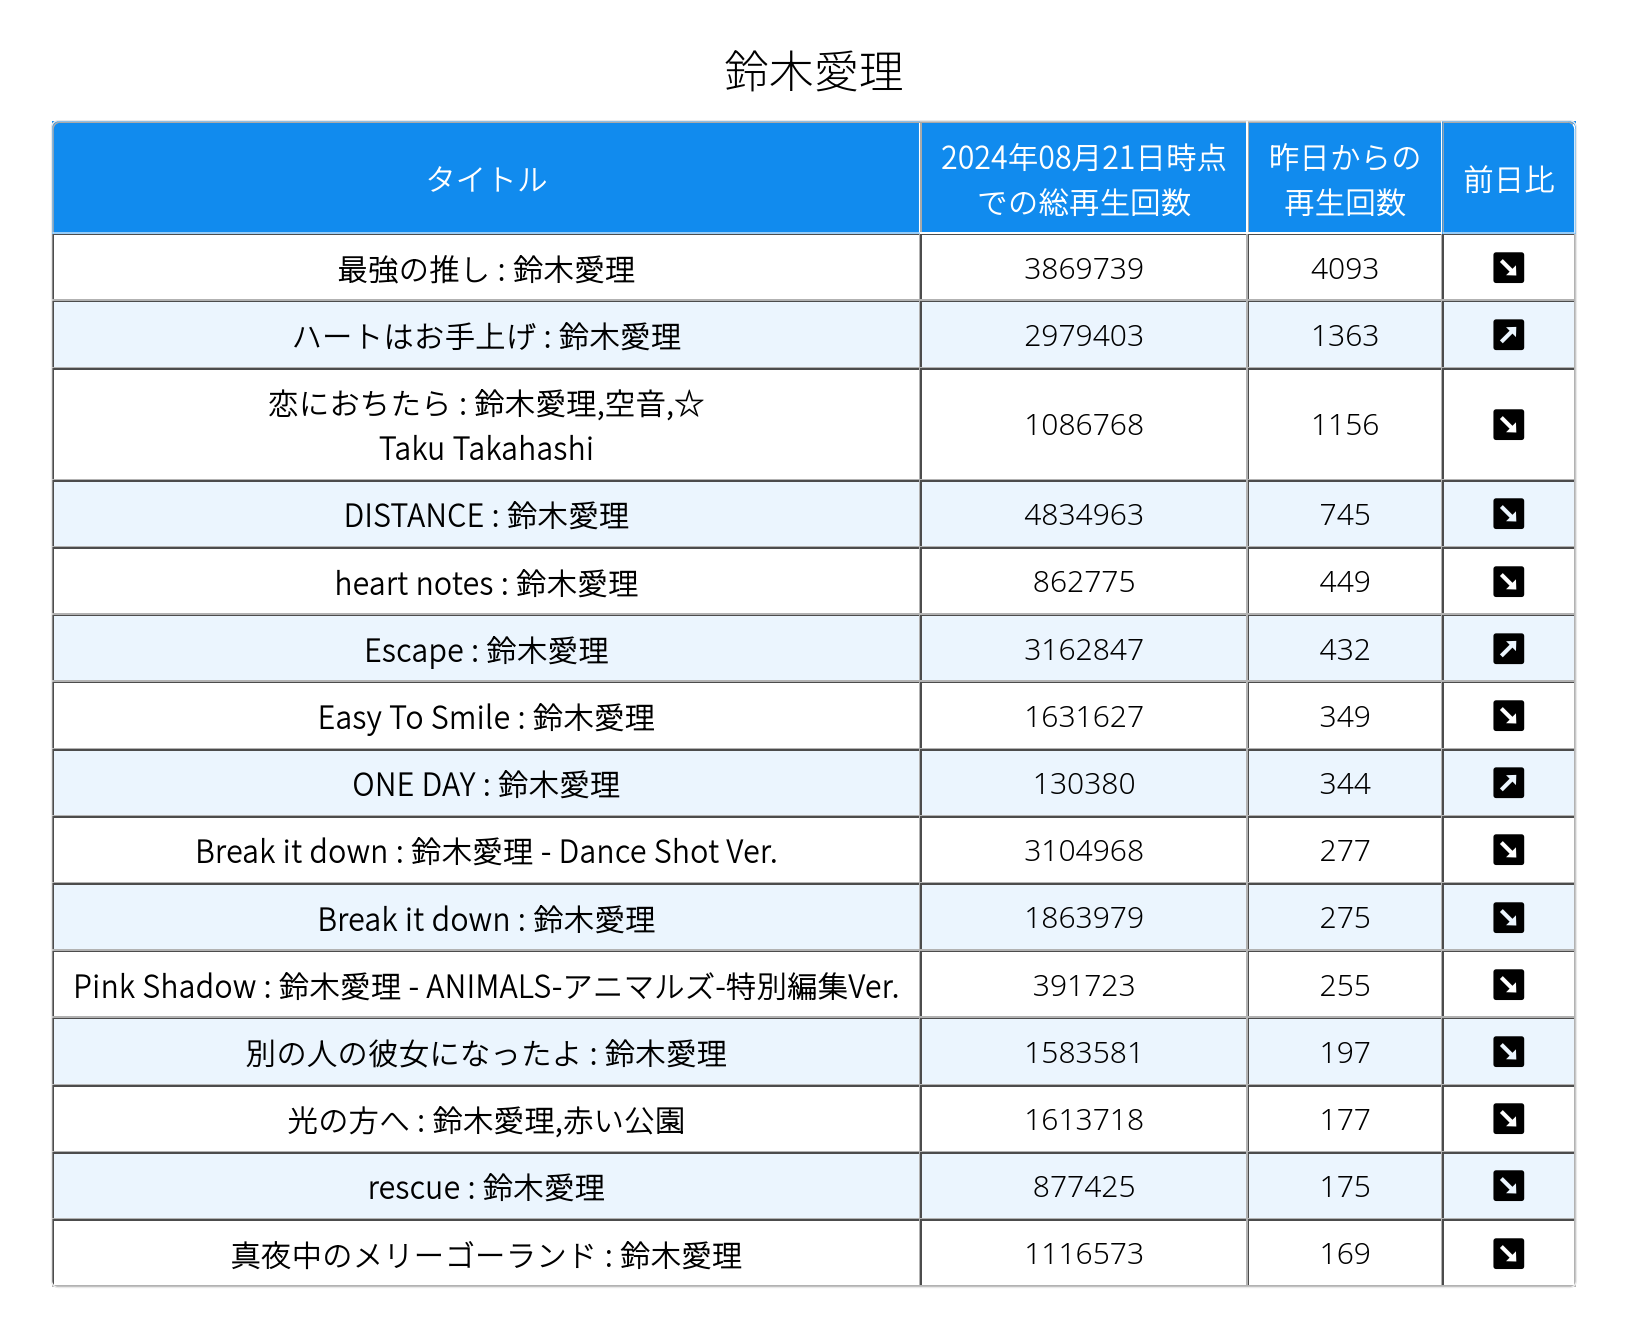 鈴木愛理
タイトル
2024年08月21日時点
での総再生回数
昨日からの
再生回数
前日比
最強の推し : 鈴木愛理 3869739 4093 ↘
ハートはお手上げ : 鈴木愛理 2979403 1363 ↗
恋におちたら : 鈴木愛理,空音,☆
Taku Takahashi 1086768 1156 ↘
DISTANCE : 鈴木愛理 4834963 745 ↘
heart notes : 鈴木愛理 862775 449 ↘
Escape : 鈴木愛理 3162847 432 ↗
Easy To Smile : 鈴木愛理 1631627 349 ↘
ONE DAY : 鈴木愛理 130380 344 ↗
Break it down : 鈴木愛理 - Dance Shot Ver. 3104968 277 ↘
Break it down : 鈴木愛理 1863979 275 ↘
Pink Shadow : 鈴木愛理 - ANIMALS-アニマルズ-特別編集Ver. 391723 255 ↘
別の人の彼女になったよ : 鈴木愛理 1583581 197 ↘
光の方へ : 鈴木愛理,赤い公園 1613718 177 ↘
rescue : 鈴木愛理 877425 175 ↘
真夜中のメリーゴーランド : 鈴木愛理 1116573 169 ↘